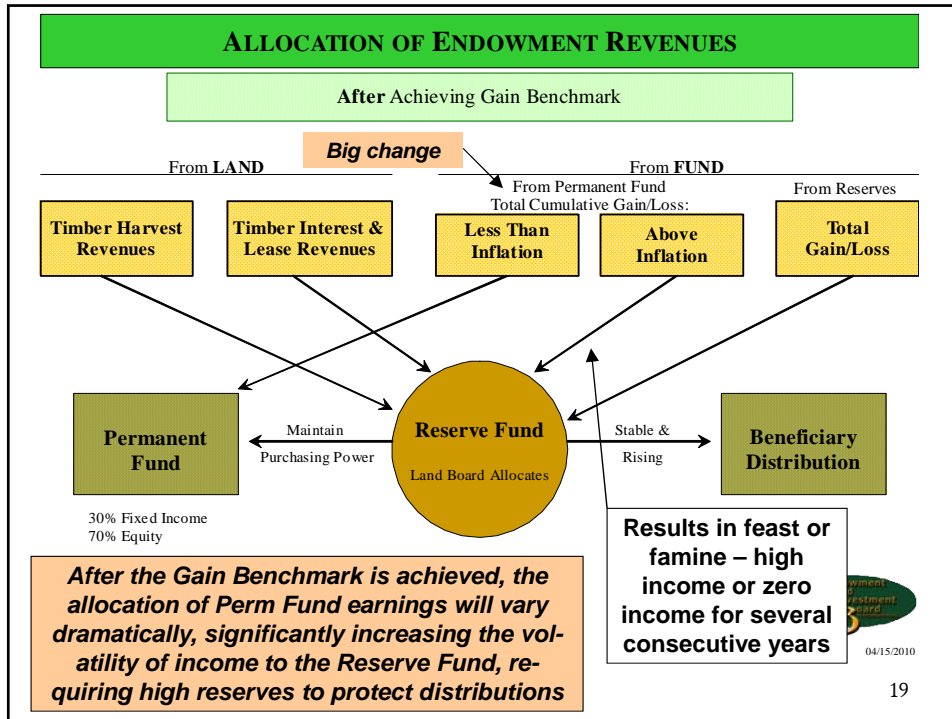 ALLOCATION OF ENDOWMENT REVENUES
After Achieving Gain Benchmark
Big change
From LAND
From FUND
From Permanent Fund
Total Cumulative Gain/Loss:
From Reserves
Timber Harvest
Revenues
Timber Interest &
Lease Revenues
Less Than
Inflation
Above
Inflation
Total
Gain/Loss
Permanent
Fund
Maintain
Purchasing Power
Reserve Fund
Land Board Allocates
Stable &
Rising
Beneficiary
Distribution
30% Fixed Income
70% Equity
After the Gain Benchmark is achieved, the
allocation of Perm Fund earnings will vary
dramatically, significantly increasing the vol-
atility of income to the Reserve Fund, re-
quiring high reserves to protect distributions
Results in feast or
famine – high
income or zero
income for several
consecutive years
04/15/2010
19